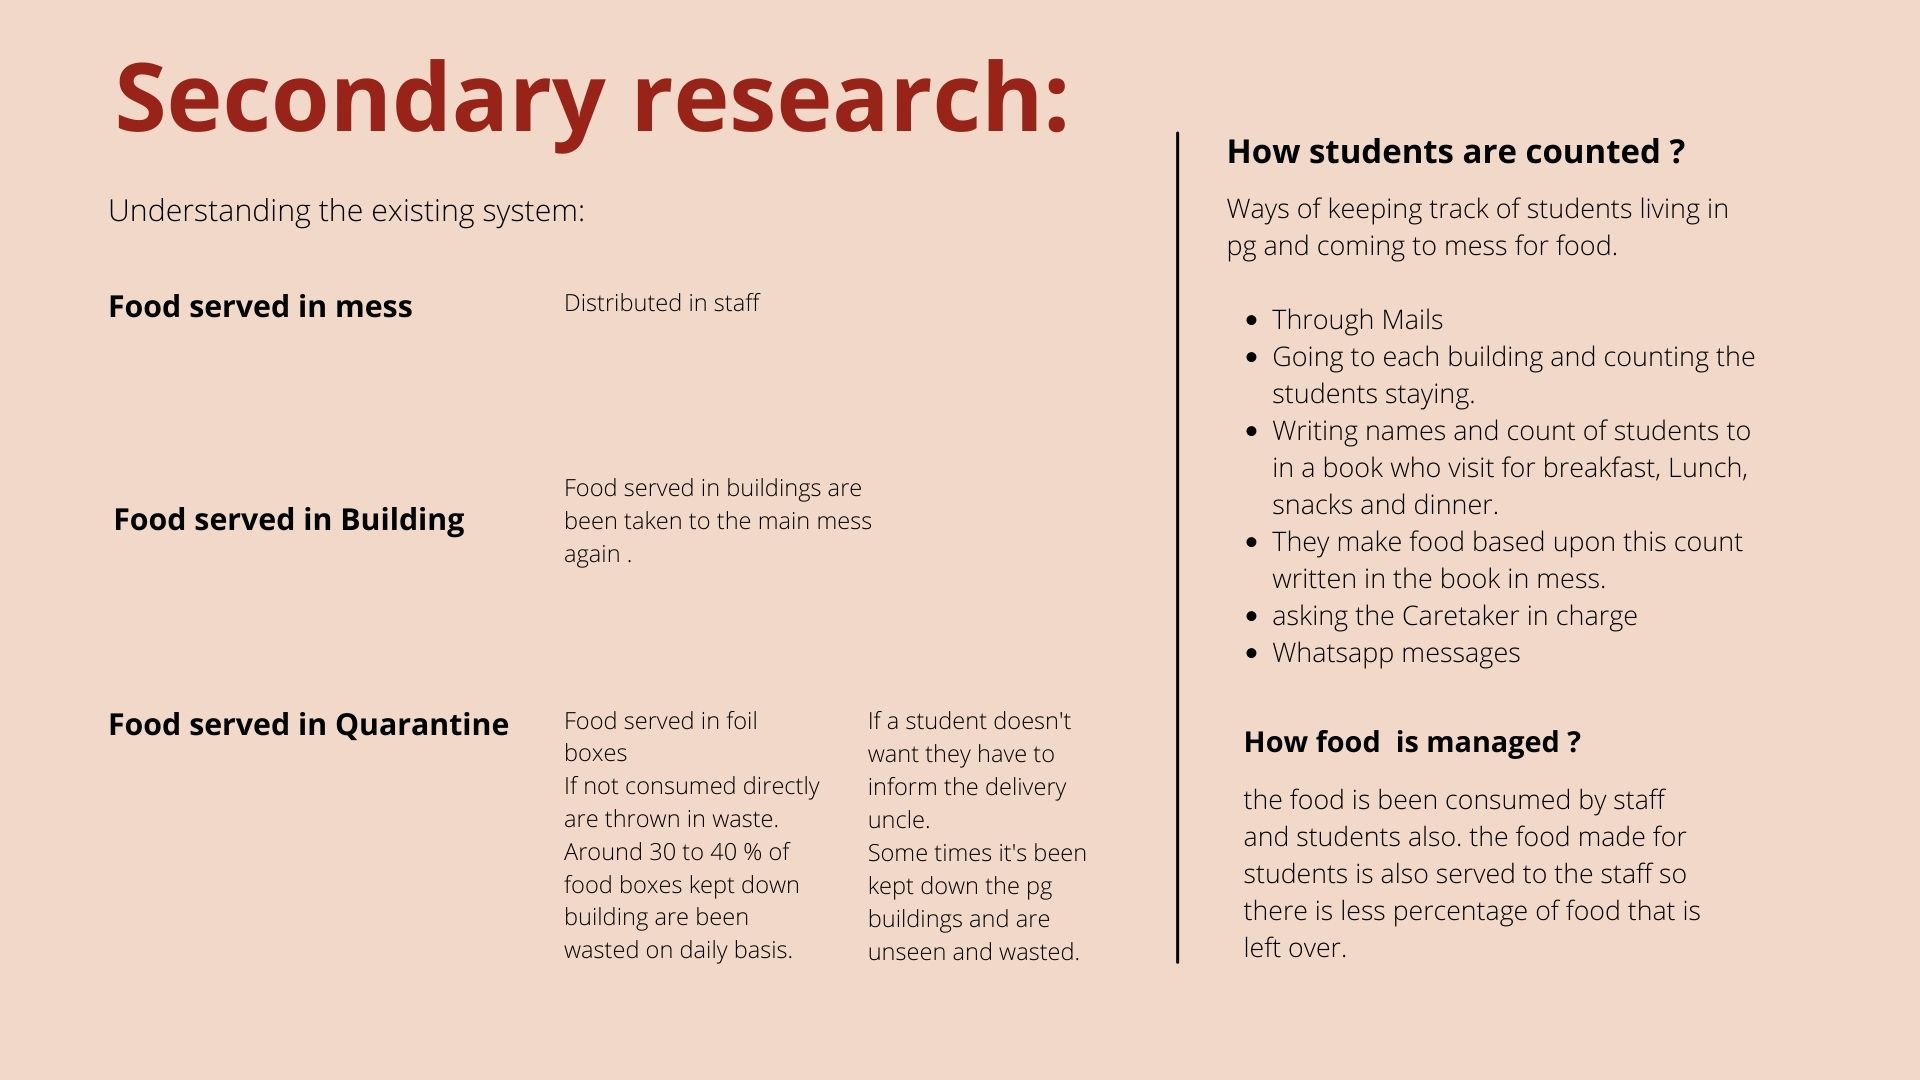 Secondary research:
Understanding the existing system:
Food served in mess
Distributed in staff
Food served in Building
Food served in buildings are
been taken to the main mess
again .
Food served in Quarantine
Food served in foil
boxes
If not consumed directly
are thrown in waste.
Around 30 to 40 % of
food boxes kept down
building are been
wasted on daily basis.
If a student doesn't
want they have to
inform the delivery
uncle.
Some times it's been
kept down the pg
buildings and are
unseen and wasted.
How students are counted ?
Ways of keeping track of students living in
pg and coming to mess for food.
• Through Mails
• Going to each building and counting the
students staying.
• Writing names and count of students to
in a book who visit for breakfast, Lunch,
snacks and dinner.
• They make food based upon this count
written in the book in mess.
• asking the Caretaker in charge
• Whatsapp messages
How food  is managed ?
the food is been consumed by staff
and students also. the food made for
students is also served to the staff so
there is less percentage of food that is
left over.